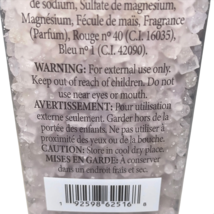 de sodium, Sulfate de magnesium,
Magnesium, Fécule de maïs, Fragrance
(Parfum), Rouge nº 40 (C.I. 16035),
Bleu nº 1 (C.I. 42090).
WARNING: For external use only.
Keep out of reach of children. Do not
use near eyes or mouth.
AVERTISSEMENT: Pour utilisation
externe seulement. Garder hors de la
portée des enfants. Ne pas utiliser à
proximité des yeux ou de la bouche.
CAUTION: Store in cool dry place.
MISES EN GARDE: À conserver
dans un endroit frais et sec.
1 92598 62516 8